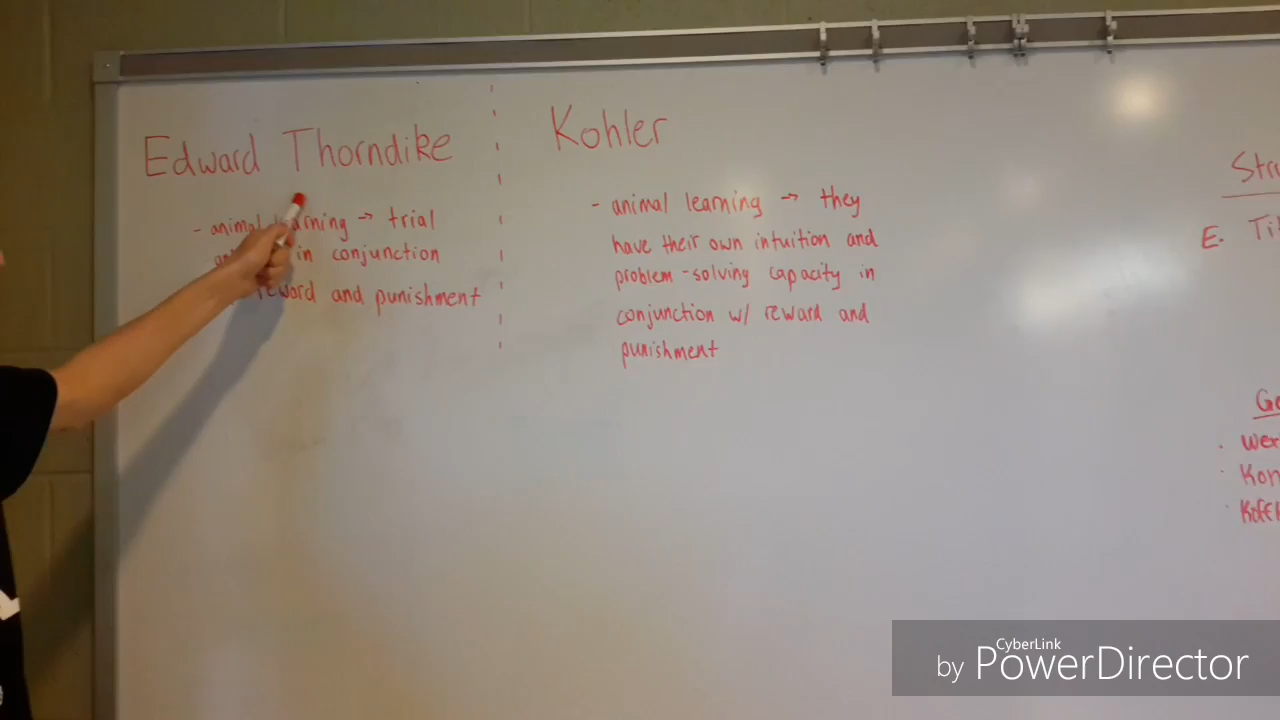 Edward Thorndike
- animal learning → trial
in conjunction
reward and punishment
Kohler
- animal learning → they
have their own intuition and
problem-solving capacity in
conjunction w/ reward and
punishment
E.
CyberLink
by PowerDirector